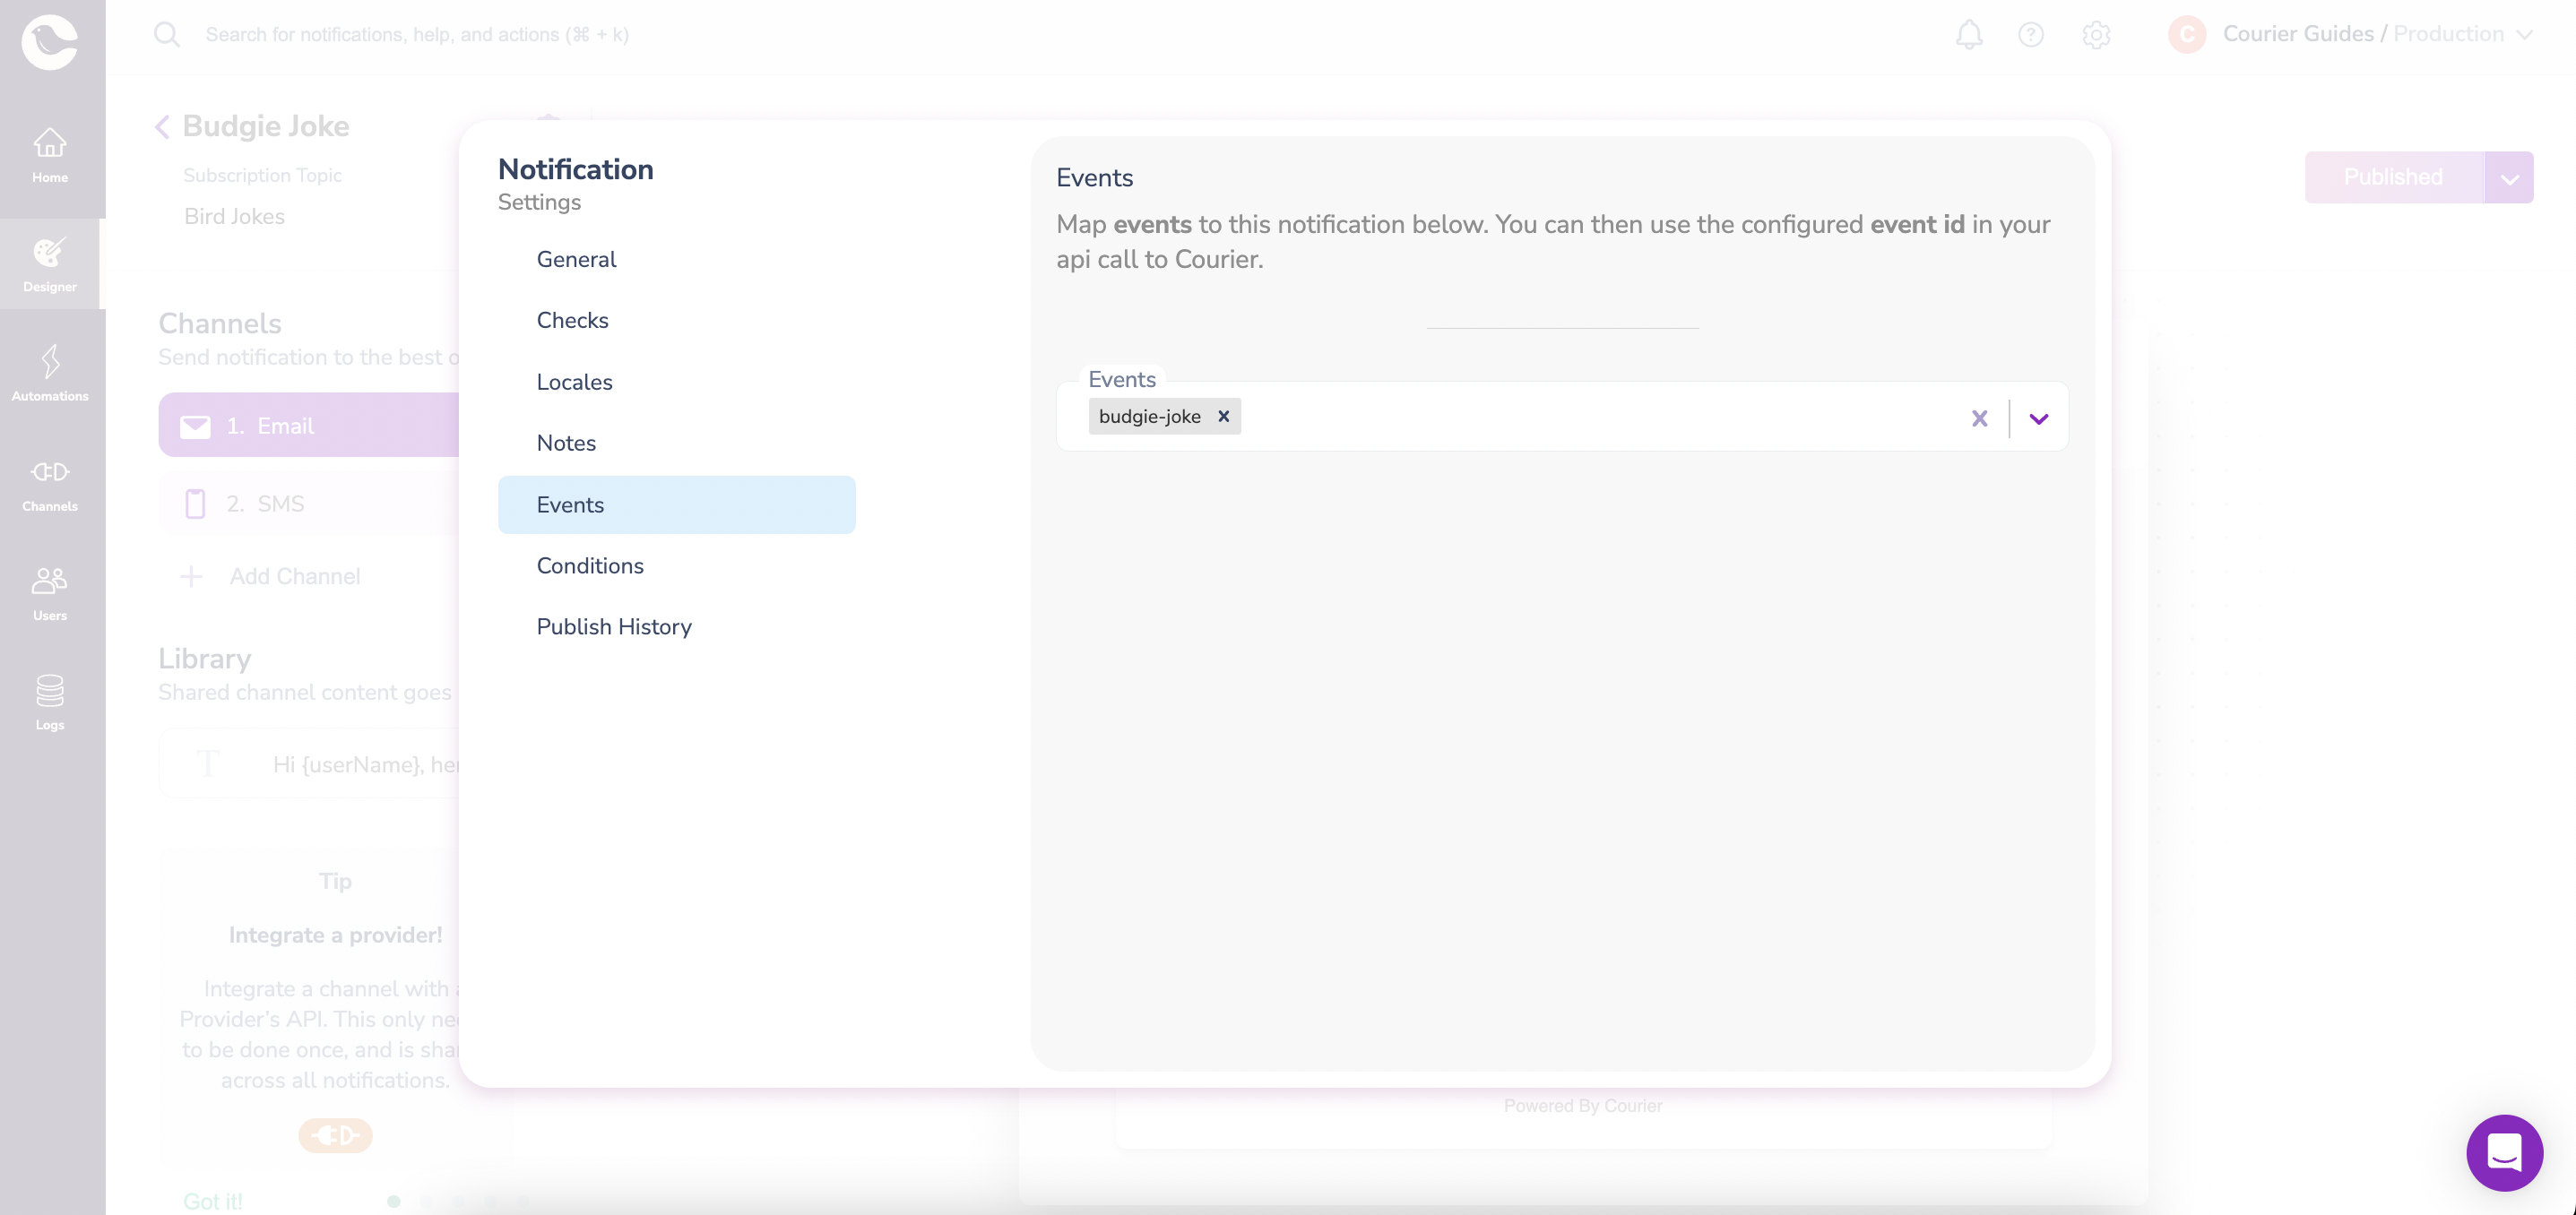 Search for notifications, help, and actions (⌘ + k)
C
Courier Guides / Production
Home
Designer
Automations
Channels
Users
Logs
Budgie Joke
Subscription Topic
Bird Jokes
Published
Channels
Send notification to the best o
1. Email
2. SMS
Add Channel
Library
Shared channel content goes
T
Hi {userName}, her
Tip
Integrate a provider!
Integrate a channel with a
Provider's API. This only nee
to be done once, and is shar
across all notifications.
Got it!
Notification
Settings
General
Checks
Locales
Notes
Events
Conditions
Publish History
Events
Map events to this notification below. You can then use the configured event id in your
api call to Courier.
Events
budgie-joke
Powered By Courier